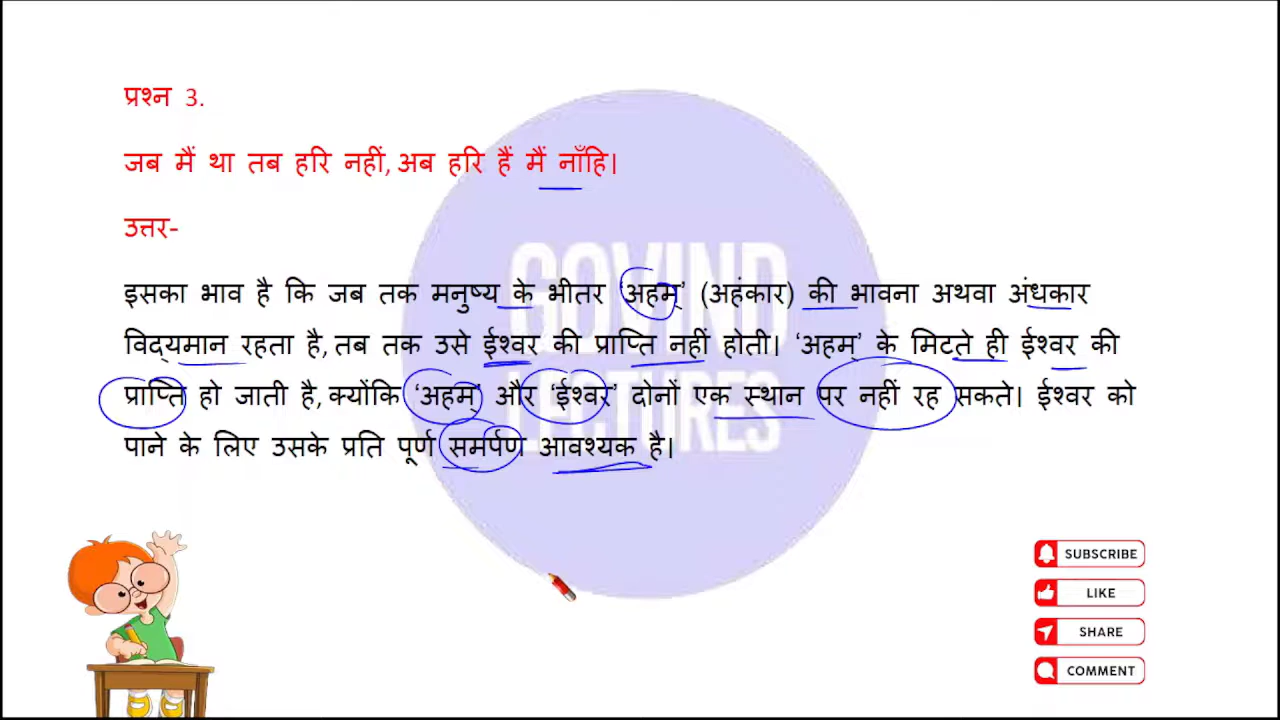 प्रश्न 3.
जब मैं था तब हरि नहीं, अब हरि हैं मैं नाँहि।
उत्तर-
इसका भाव है कि जब तक मनुष्य के भीतर ‘अहम्’ (अहंकार) की भावना अथवा अंधकार
विद्यमान रहता है, तब तक उसे ईश्वर की प्राप्ति नहीं होती। ‘अहम्’ के मिटते ही ईश्वर की
प्राप्ति हो जाती है, क्योंकि ‘अहम्’ और ‘ईश्वर’ दोनों एक स्थान पर नहीं रह सकते। ईश्वर को
पाने के लिए उसके प्रति पूर्ण समर्पण आवश्यक है।
GOVIND
LECTURES
SUBSCRIBE
LIKE
SHARE
COMMENT